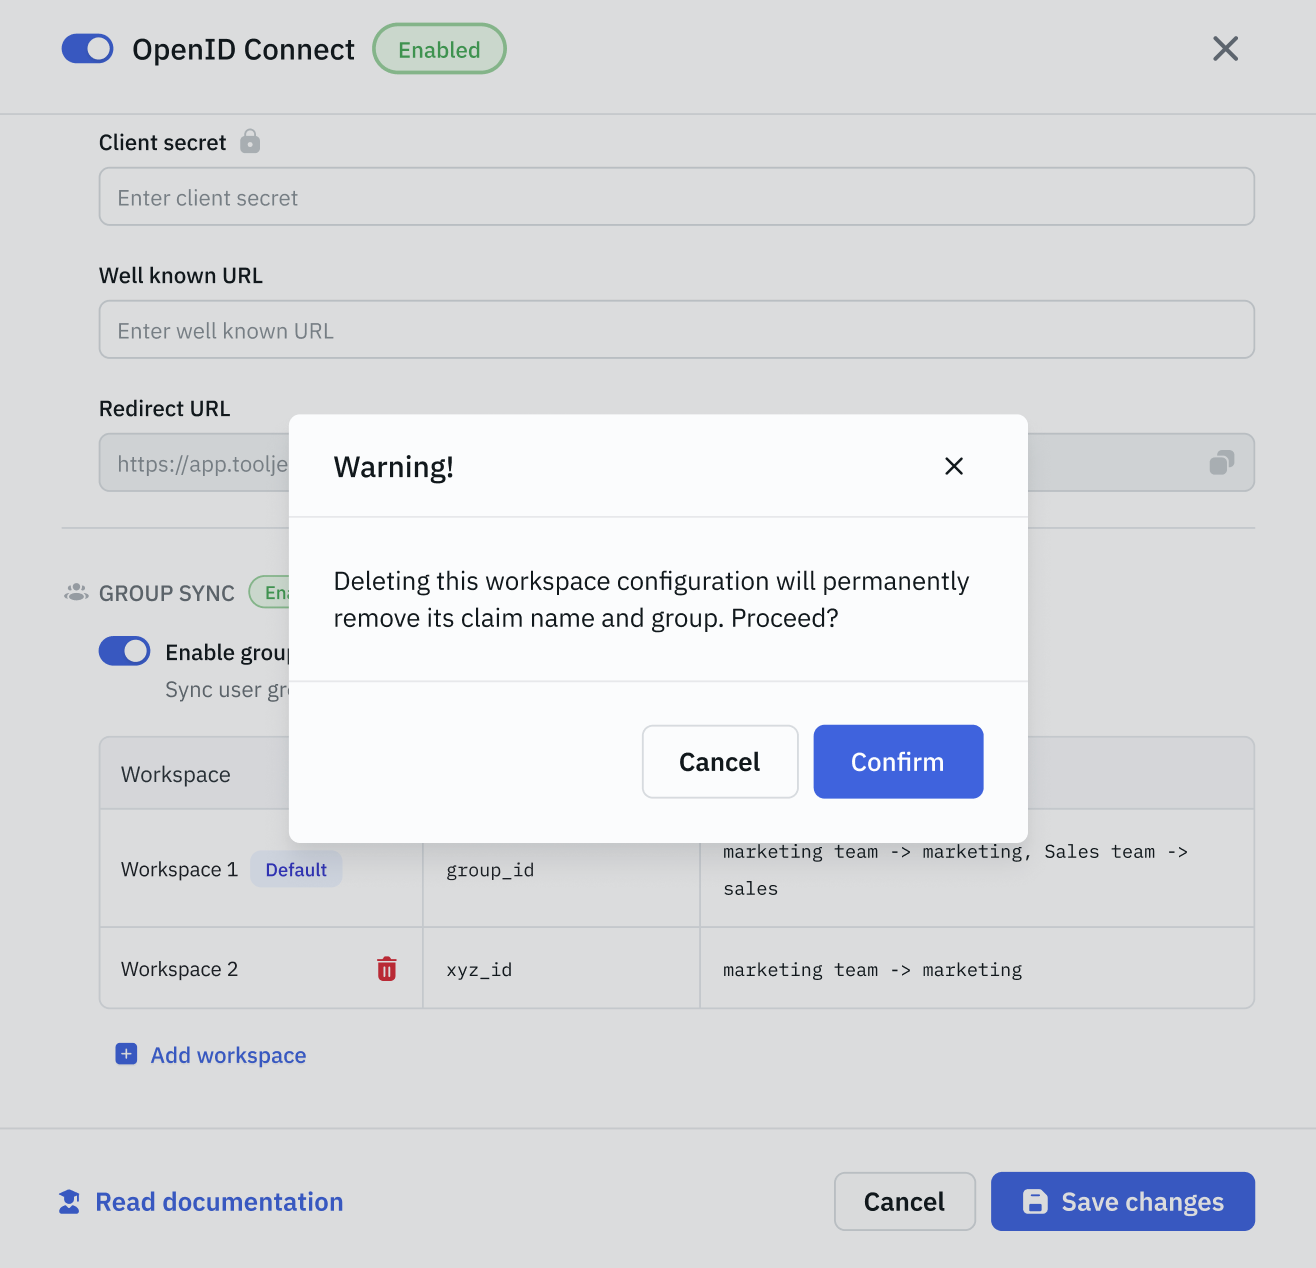 OpenID Connect Enabled
Client secret
Enter client secret
Well known URL
Enter well known URL
Redirect URL
https://app.toolje
Warning!
Deleting this workspace configuration will permanently
remove its claim name and group. Proceed?
Cancel Confirm
GROUP SYNC
Enable
Sync user
Workspace
Workspace 1 Default group_id marketing team -> marketing, Sales team ->
sales
Workspace 2 xyz_id marketing team -> marketing
Add workspace
Read documentation Cancel Save changes